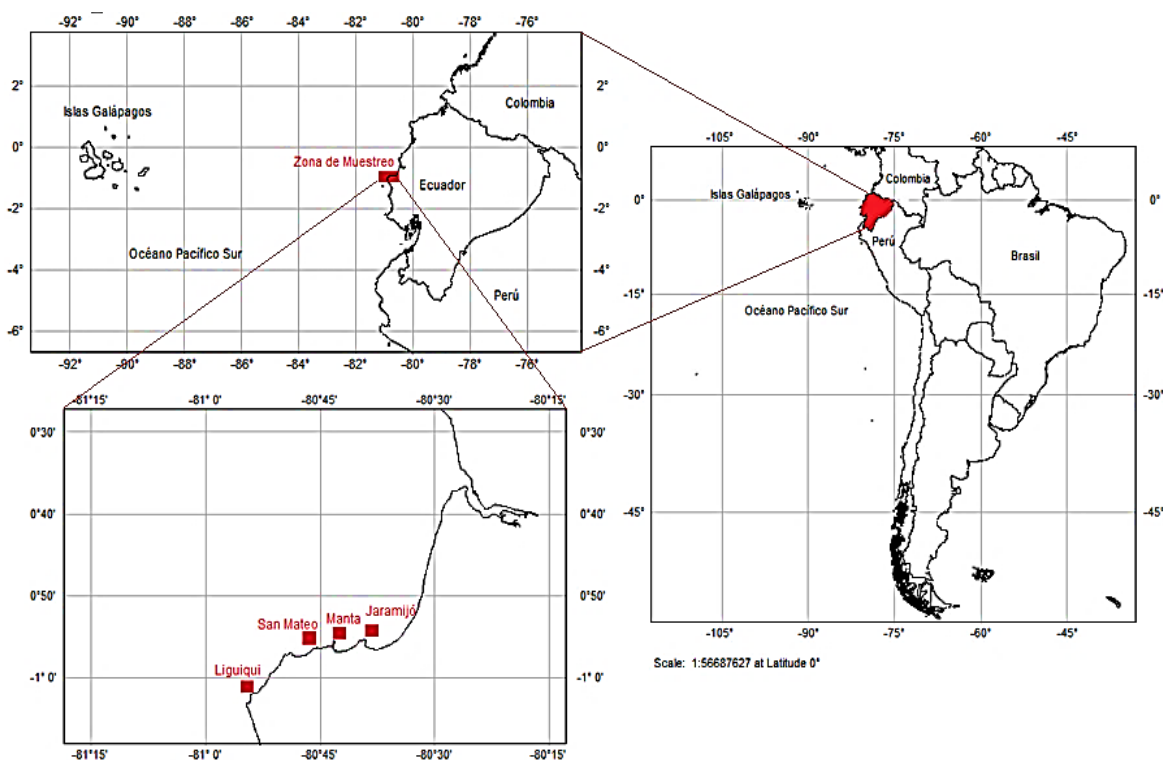 -92° -90° -88° -86° -84° -82° -80° -78° -76°
2° 2°
Islas Galápagos
Colombia
0° 0°
Zona de Muestreo
Ecuador
-2° -2°
Océano Pacífico Sur
-4° -4°
Perú
-6° -6°
-92° -90° -88° -86° -84° -82° -80° -78° -76°
-105° -90° -75° -60° -45°
Colombia
Islas Galápagos
0° 0°
Perú
Brasil
-15° -15°
Océano Pacífico Sur
-30° -30°
-45° -45°
-105° -90° -75° -60° -45°
Scale: 1:56687627 at Latitude 0°
-81°15' -81° 0' -80°45' -80°30' -80°15'
0°30' 0°30'
0°40' 0°40'
0°50' 0°50'
San Mateo Manta Jaramijó
Liguiqui
-1° 0' -1° 0'
-81°15' -81° 0' -80°45' -80°30' -80°15'